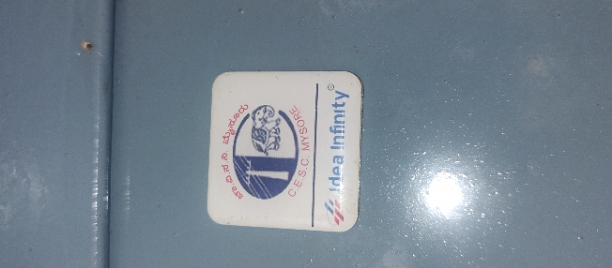 ಚಾ.ವಿ.ಸ.ನಿ. ಮೈಸೂರು
C.E.S.C. MYSORE
Idea Infinity